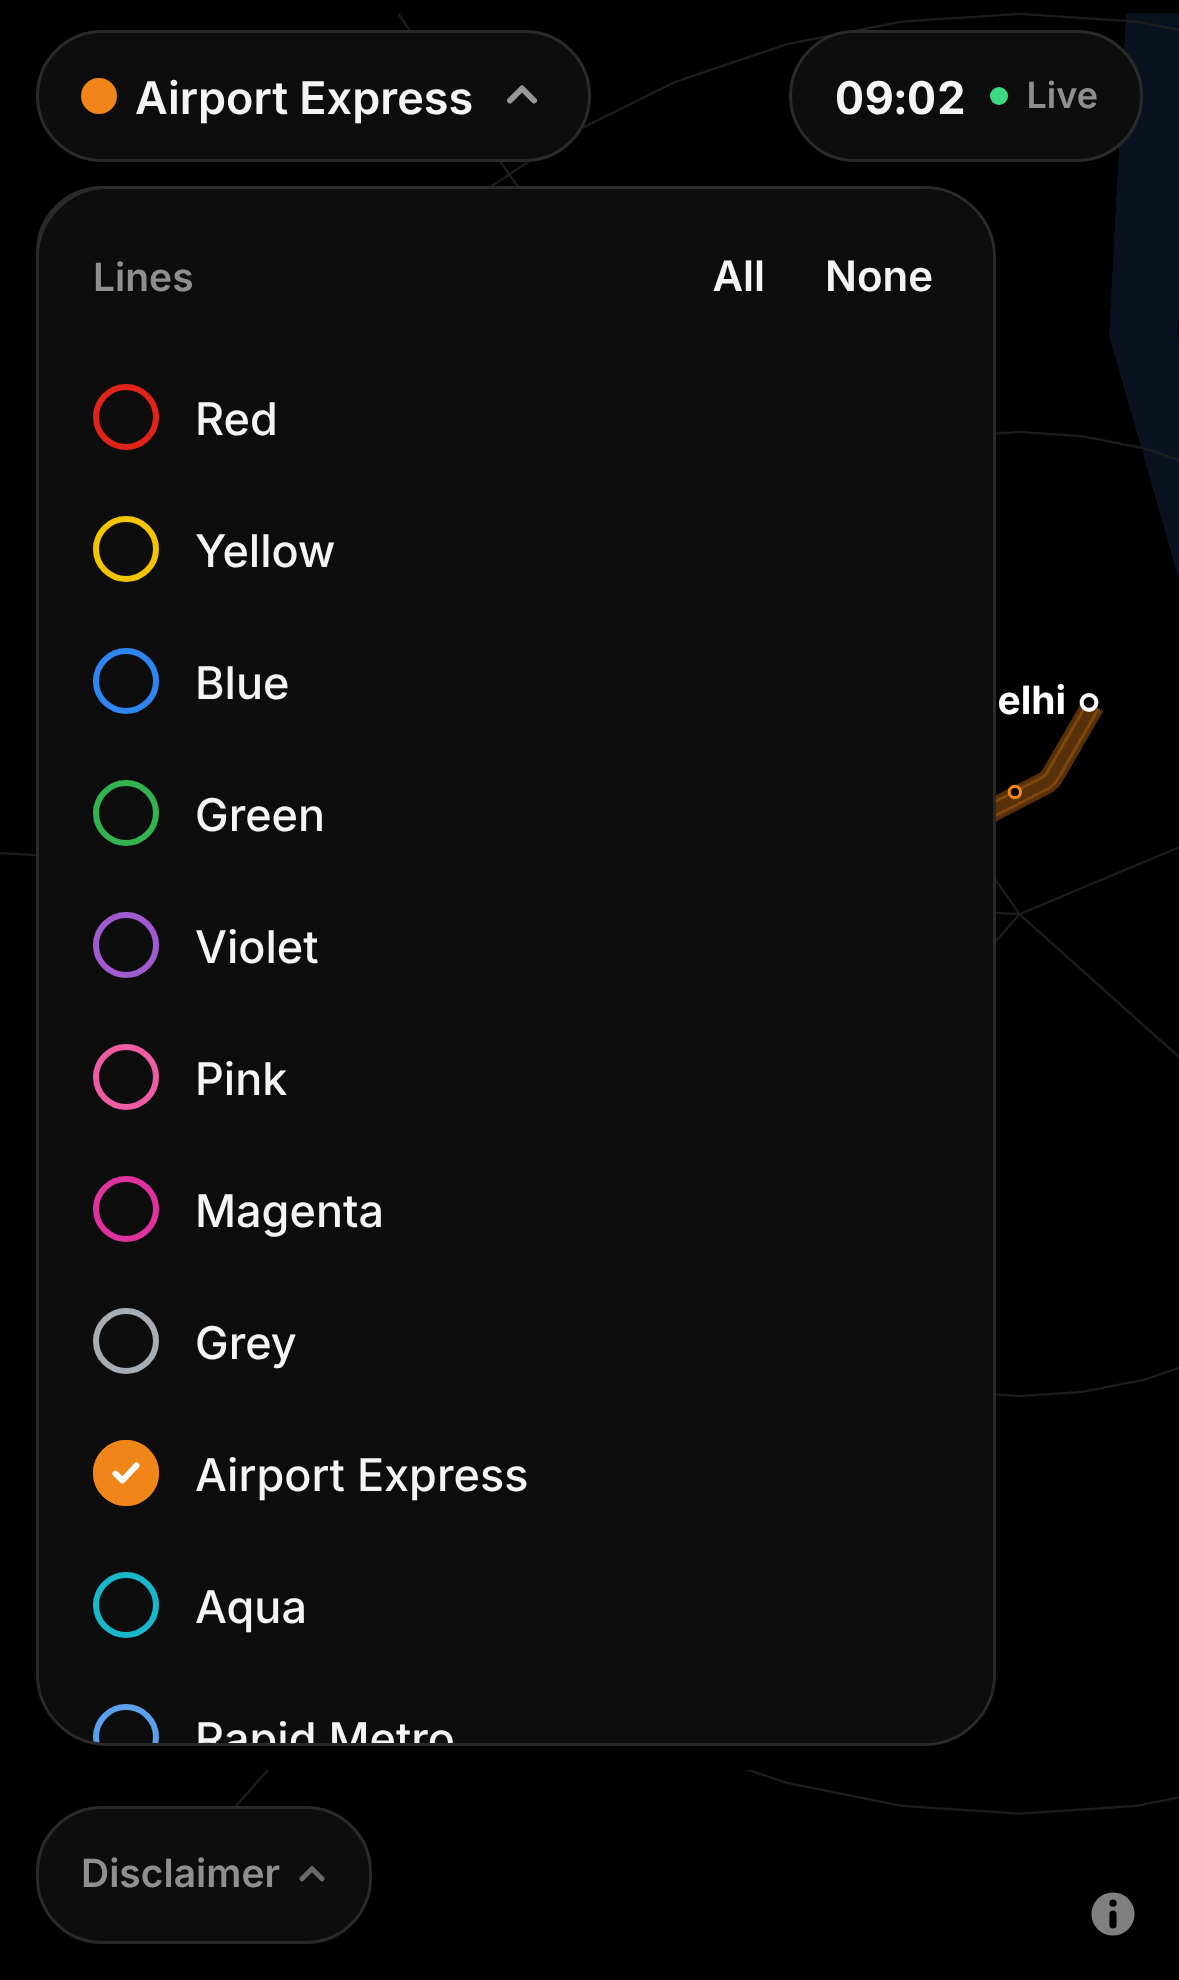 Airport Express
09:02 Live
Lines All None
Red
Yellow
Blue
elhi
Green
Violet
Pink
Magenta
Grey
Airport Express
Aqua
Rapid Metro
Disclaimer